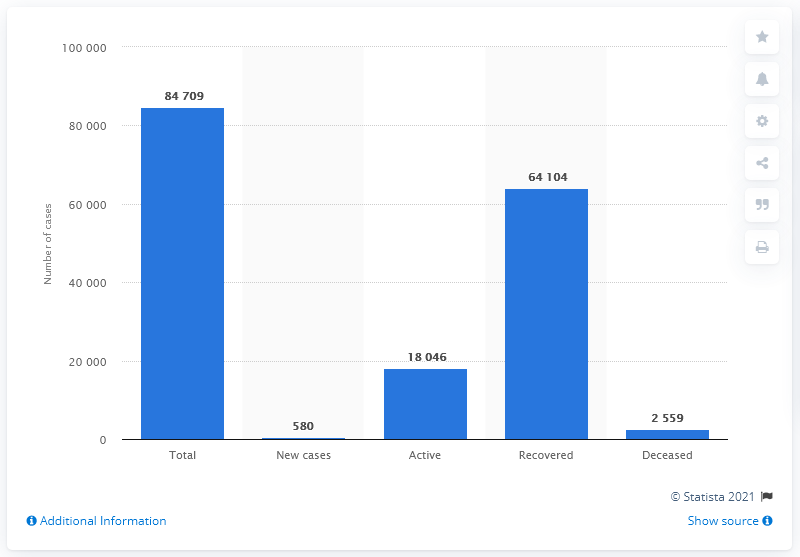 100 000
80 000
60 000
40 000
20 000
0
Number of cases
84 709
580
18 046
64 104
2 559
Total
New cases
Active
Recovered
Deceased
© Statista 2021
Additional Information
Show source